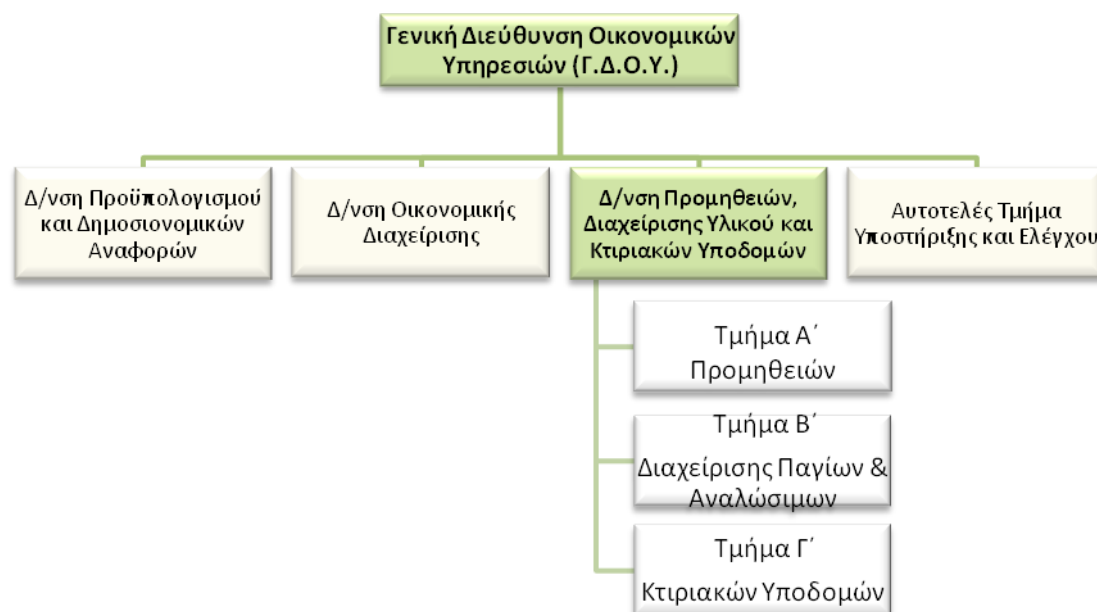 Γενική Διεύθυνση Οικονομικών
Υπηρεσιών (Γ.Δ.Ο.Υ.)
Δ/νση Προϋπολογισμού
και Δημοσιονομικών
Αναφορών
Δ/νση Οικονομικής
Διαχείρισης
Δ/νση Προμηθειών,
Διαχείρισης Υλικού και
Κτιριακών Υποδομών
Αυτοτελές Τμήμα
Υποστήριξης και Ελέγχου
Τμήμα Α΄
Προμηθειών
Τμήμα Β΄
Διαχείρισης Παγίων &
Αναλώσιμων
Τμήμα Γ΄
Κτιριακών Υποδομών